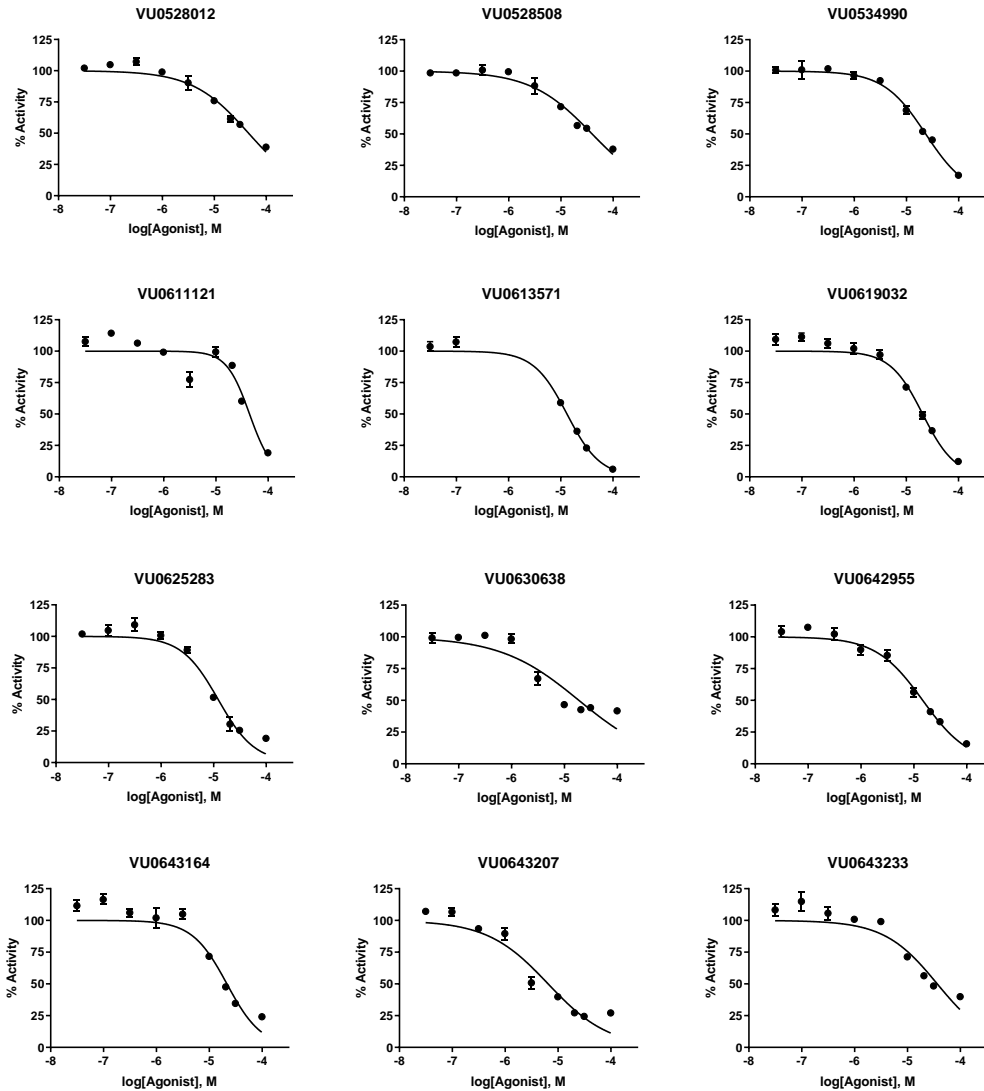 VU0528012
% Activity
125
100
75
50
25
0
-8 -7 -6 -5 -4
log[Agonist], M
VU0528508
% Activity
125
100
75
50
25
0
-8 -7 -6 -5 -4
log[Agonist], M
VU0534990
% Activity
125
100
75
50
25
0
-8 -7 -6 -5 -4
log[Agonist], M
VU0611121
% Activity
125
100
75
50
25
0
-8 -7 -6 -5 -4
log[Agonist], M
VU0613571
% Activity
125
100
75
50
25
0
-8 -7 -6 -5 -4
log[Agonist], M
VU0619032
% Activity
125
100
75
50
25
0
-8 -7 -6 -5 -4
log[Agonist], M
VU0625283
% Activity
125
100
75
50
25
0
-8 -7 -6 -5 -4
log[Agonist], M
VU0630638
% Activity
125
100
75
50
25
0
-8 -7 -6 -5 -4
log[Agonist], M
VU0642955
% Activity
125
100
75
50
25
0
-8 -7 -6 -5 -4
log[Agonist], M
VU0643164
% Activity
125
100
75
50
25
0
-8 -7 -6 -5 -4
log[Agonist], M
VU0643207
% Activity
125
100
75
50
25
0
-8 -7 -6 -5 -4
log[Agonist], M
VU0643233
% Activity
125
100
75
50
25
0
-8 -7 -6 -5 -4
log[Agonist], M